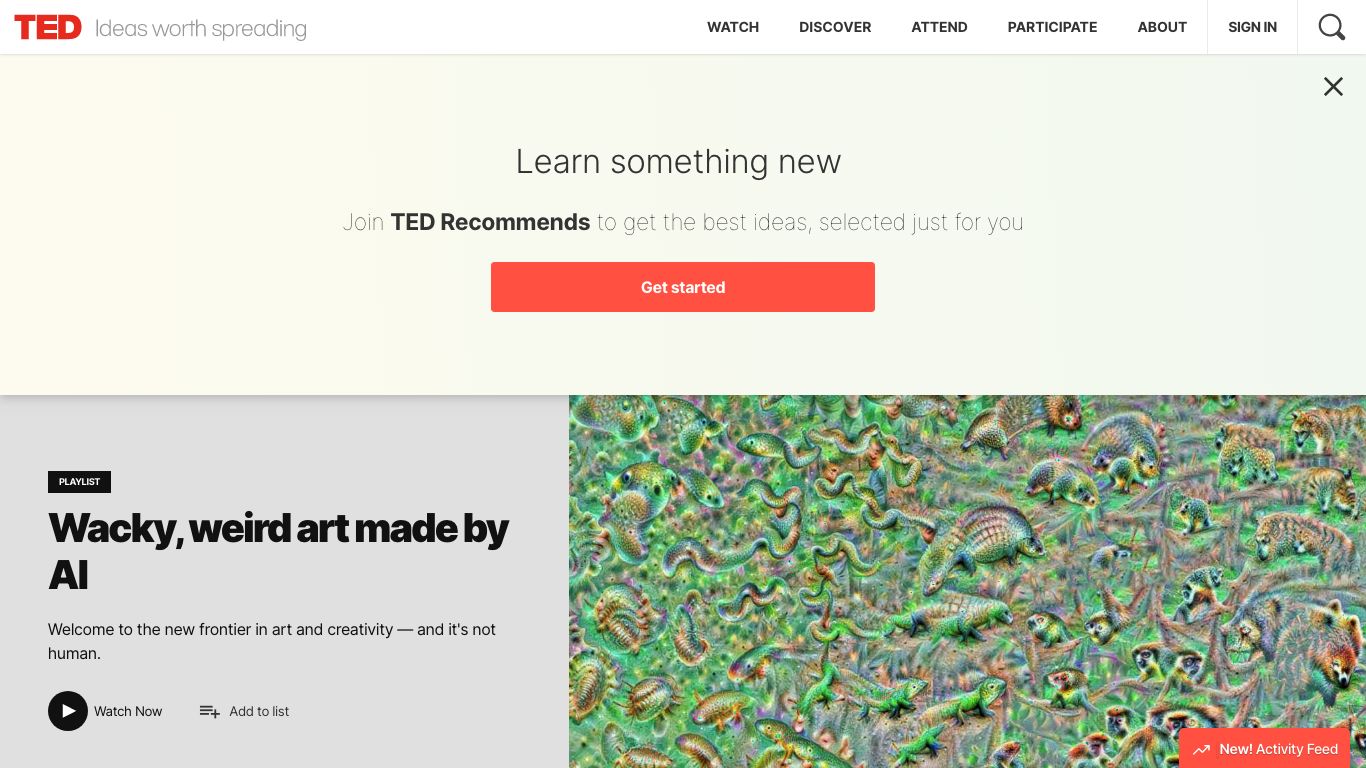 TED Ideas worth spreading
WATCH DISCOVER ATTEND PARTICIPATE ABOUT SIGN IN
Learn something new
Join TED Recommends to get the best ideas, selected just for you
Get started
PLAYLIST
Wacky, weird art made by
AI
Welcome to the new frontier in art and creativity — and it's not
human.
Watch Now Add to list
New! Activity Feed